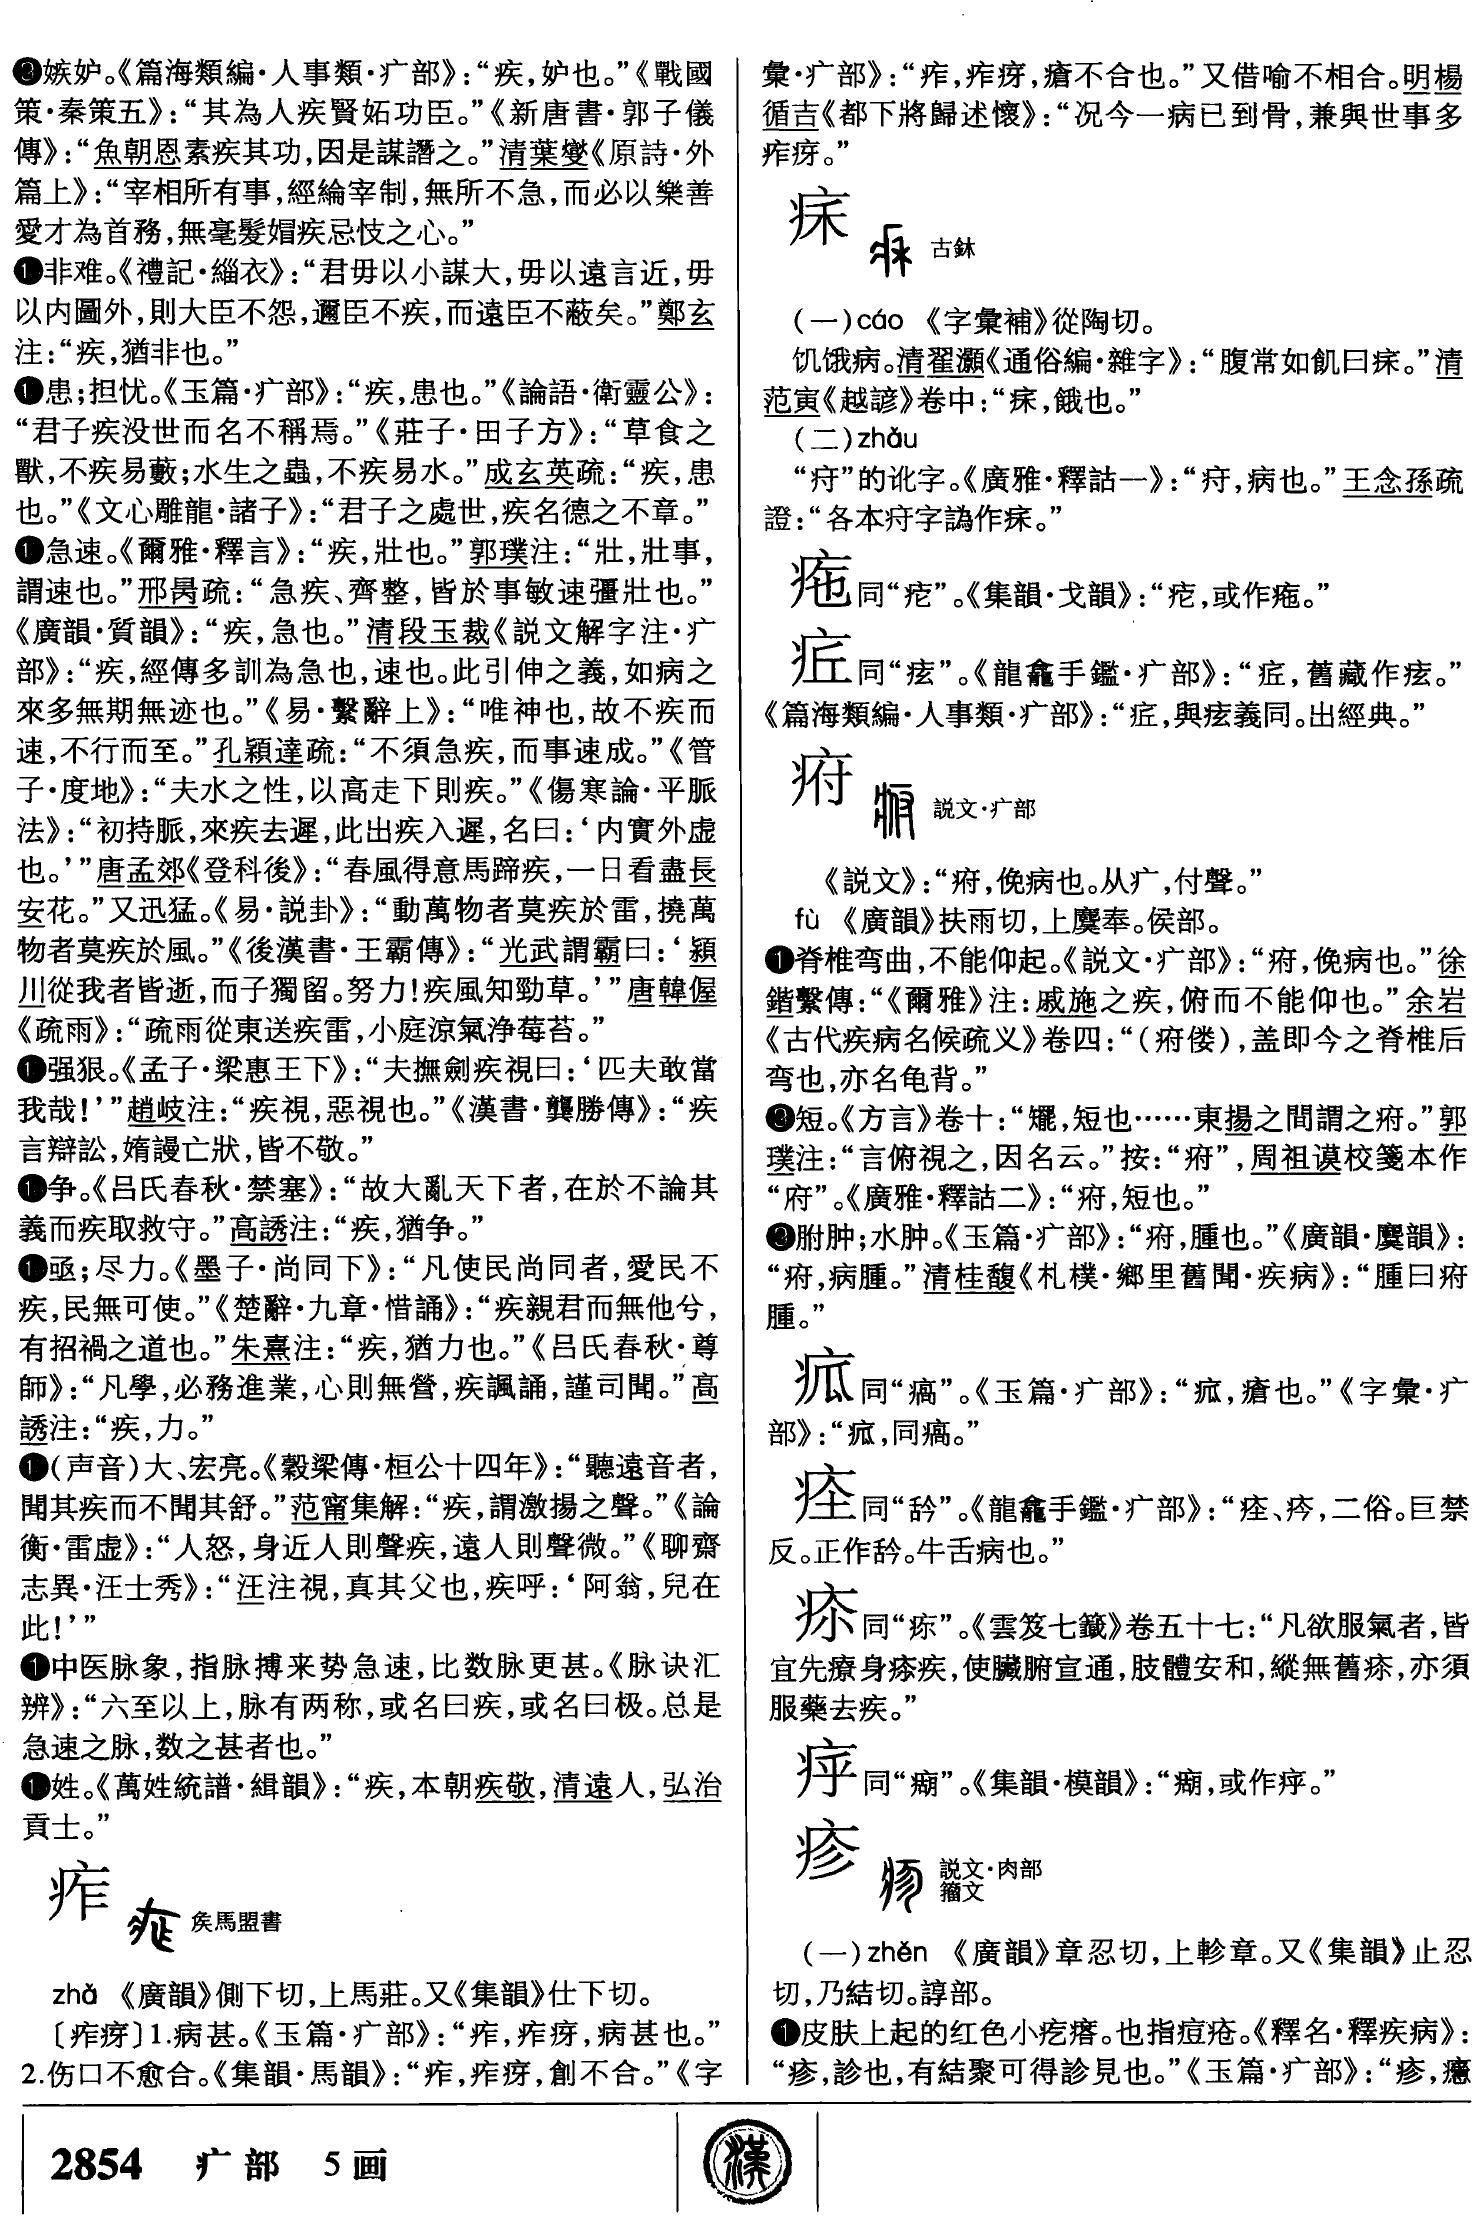 ❸嫉妒。《篇海類編·人事類·疒部》：“疾，妒也。”《戰國
策·秦策五》：“其為人疾賢妬功臣。”《新唐書·郭子儀
傳》：“魚朝恩素疾其功，因是謀譖之。”清葉燮《原詩·外
篇上》：“宰相所有事，經綸宰制，無所不急，而必以樂善
愛才為首務，無毫髮媢疾忌忮之心。”
❶非难。《禮記·緇衣》：“君毋以小謀大，毋以遠言近，毋
以内圖外，則大臣不怨，邇臣不疾，而遠臣不蔽矣。”鄭玄
注：“疾，猶非也。”
❶患；担忧。《玉篇·疒部》：“疾，患也。”《論語·衛靈公》：
“君子疾没世而名不稱焉。”《莊子·田子方》：“草食之
獸，不疾易藪；水生之蟲，不疾易水。”成玄英疏：“疾，患
也。”《文心雕龍·諸子》：“君子之處世，疾名德之不章。”
❶急速。《爾雅·釋言》：“疾，壯也。”郭璞注：“壯，壯事，
謂速也。”邢昺疏：“急疾、齊整，皆於事敏速彊壯也。”
《廣韻·質韻》：“疾，急也。”清段玉裁《説文解字注·疒
部》：“疾，經傳多訓為急也，速也。此引伸之義，如病之
來多無期無迹也。”《易·繫辭上》：“唯神也，故不疾而
速，不行而至。”孔穎達疏：“不須急疾，而事速成。”《管
子·度地》：“夫水之性，以高走下則疾。”《傷寒論·平脈
法》：“初持脈，來疾去遲，此出疾入遲，名曰：‘内實外虚
也。’”唐孟郊《登科後》：“春風得意馬蹄疾，一日看盡長
安花。”又迅猛。《易·説卦》：“動萬物者莫疾於雷，撓萬
物者莫疾於風。”《後漢書·王霸傳》：“光武謂霸曰：‘潁
川從我者皆逝，而子獨留。努力！疾風知勁草。’”唐韓偓
《疏雨》：“疏雨從東送疾雷，小庭涼氣净莓苔。”
❶强狠。《孟子·梁惠王下》：“夫撫劍疾視曰：‘匹夫敢當
我哉！’”趙岐注：“疾視，惡視也。”《漢書·龔勝傳》：“疾
言辯訟，媠謾亡狀，皆不敬。”
❶争。《吕氏春秋·禁塞》：“故大亂天下者，在於不論其
義而疾取救守。”高誘注：“疾，猶争。”
❶亟；尽力。《墨子·尚同下》：“凡使民尚同者，愛民不
疾，民無可使。”《楚辭·九章·惜誦》：“疾親君而無他兮，
有招禍之道也。”朱熹注：“疾，猶力也。”《吕氏春秋·尊
師》：“凡學，必務進業，心則無營，疾諷誦，謹司聞。”高
誘注：“疾，力。”
❶（声音）大、宏亮。《穀梁傳·桓公十四年》：“聽遠音者，
聞其疾而不聞其舒。”范甯集解：“疾，謂激揚之聲。”《論
衡·雷虚》：“人怒，身近人則聲疾，遠人則聲微。”《聊齋
志異·汪士秀》：“汪注視，真其父也，疾呼：‘阿翁，兒在
此！’”
❶中医脉象，指脉搏来势急速，比数脉更甚。《脉诀汇
辨》：“六至以上，脉有两称，或名曰疾，或名曰极。总是
急速之脉，数之甚者也。”
❶姓。《萬姓統譜·緝韻》：“疾，本朝疾敬，清遠人，弘治
貢士。”
痄 矦馬盟書
zhǎ 《廣韻》側下切，上馬莊。又《集韻》仕下切。
〔痄疨〕1.病甚。《玉篇·疒部》：“痄，痄疨，病甚也。”
2.伤口不愈合。《集韻·馬韻》：“痄，痄疨，創不合。”《字
彙·疒部》：“痄，痄疨，瘡不合也。”又借喻不相合。明楊
循吉《都下將歸述懷》：“况今一病已到骨，兼與世事多
痄疨。”
㾄 古鉥
（一）cáo 《字彙補》從陶切。
饥饿病。清翟灝《通俗編·雜字》：“腹常如飢曰㾄。”清
范寅《越諺》卷中：“㾄，餓也。”
（二）zhǎu
“疛”的讹字。《廣雅·釋詁一》：“疛，病也。”王念孫疏
證：“各本疛字譌作㾄。”
同“疕”。《集韻·戈韻》：
同“痃”。《龍龕手鑑·疒部》：“㽵，舊藏作痃。”
《篇海類編·人事類·疒部》：“㽵，與痃義同。出經典。”
㾈 説文·疒部
《説文》：“㾈，俛病也。从疒，付聲。”
fù 《廣韻》扶雨切，上麌奉。侯部。
❶脊椎弯曲，不能仰起。《説文·疒部》：“㾈，俛病也。”徐
鍇繫傳：“《爾雅》注：戚施之疾，俯而不能仰也。”余岩
《古代疾病名候疏义》卷四：“（㾈偻），盖即今之脊椎后
弯也，亦名龟背。”
❷短。《方言》卷十：“㿃，短也……東揚之間謂之㾈。”郭
璞注：“言俯視之，因名云。”按：“㾈”，周祖谟校箋本作
“府”。《廣雅·釋詁二》：“㾈，短也。”
❸胕肿；水肿。《玉篇·疒部》：“㾈，腫也。”《廣韻·麌韻》：
“㾈，病腫。”清桂馥《札樸·鄉里舊聞·疾病》：“腫曰㾈
腫。”
㽿同“㾇”。《玉篇·疒部》：“㽿，瘡也。”《字彙·疒
部》：“㽿，同㾇。”
同“䑤”。《龍龕手鑑·疒部》：二俗。巨禁
反。正作䑤。牛舌病也。”
㾕同“㾕”。《雲笈七籤》卷五十七：“凡欲服氣者，皆
宜先療身疹疾，使臟腑宣通，肢體安和，縱無舊疹，亦須
服藥去疾。”
㾀同“瘹”。《集韻·模韻》：
疹 説文·肉部
籀文
（一）zhěn 《廣韻》章忍切，上軫章。又《集韻》止忍
切，乃結切。諄部。
❶皮肤上起的红色小疙瘩。也指痘疮。《釋名·釋疾病》：
“疹，診也，有結聚可得診見也。”《玉篇·疒部》：“疹，癮
2854 疒部 5画
漢